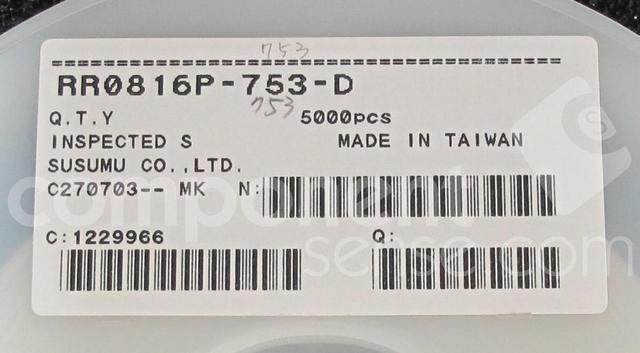 753
RR0816P-753-D
753
Q.T.Y 5000pcs
INSPECTED S MADE IN TAIWAN
SUSUMU CO.,LTD.
C270703-- MK N:
C:1229966 Q:
component
sense.com